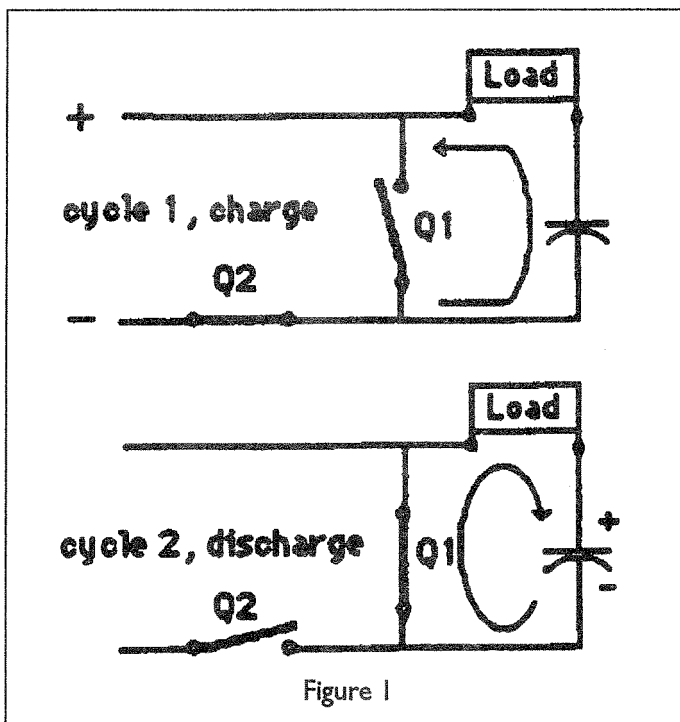 Load
+
cycle 1, charge
Q1
Q2
−
Load
cycle 2, discharge
Q1
+
−
Q2
Figure 1